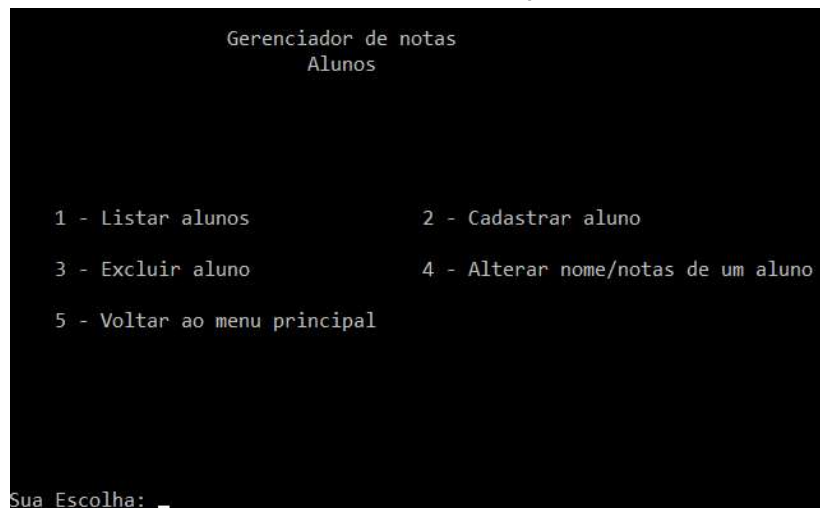 Gerenciador de notas
Alunos
1 - Listar alunos 2 - Cadastrar aluno
3 - Excluir aluno 4 - Alterar nome/notas de um aluno
5 - Voltar ao menu principal
Sua Escolha: _